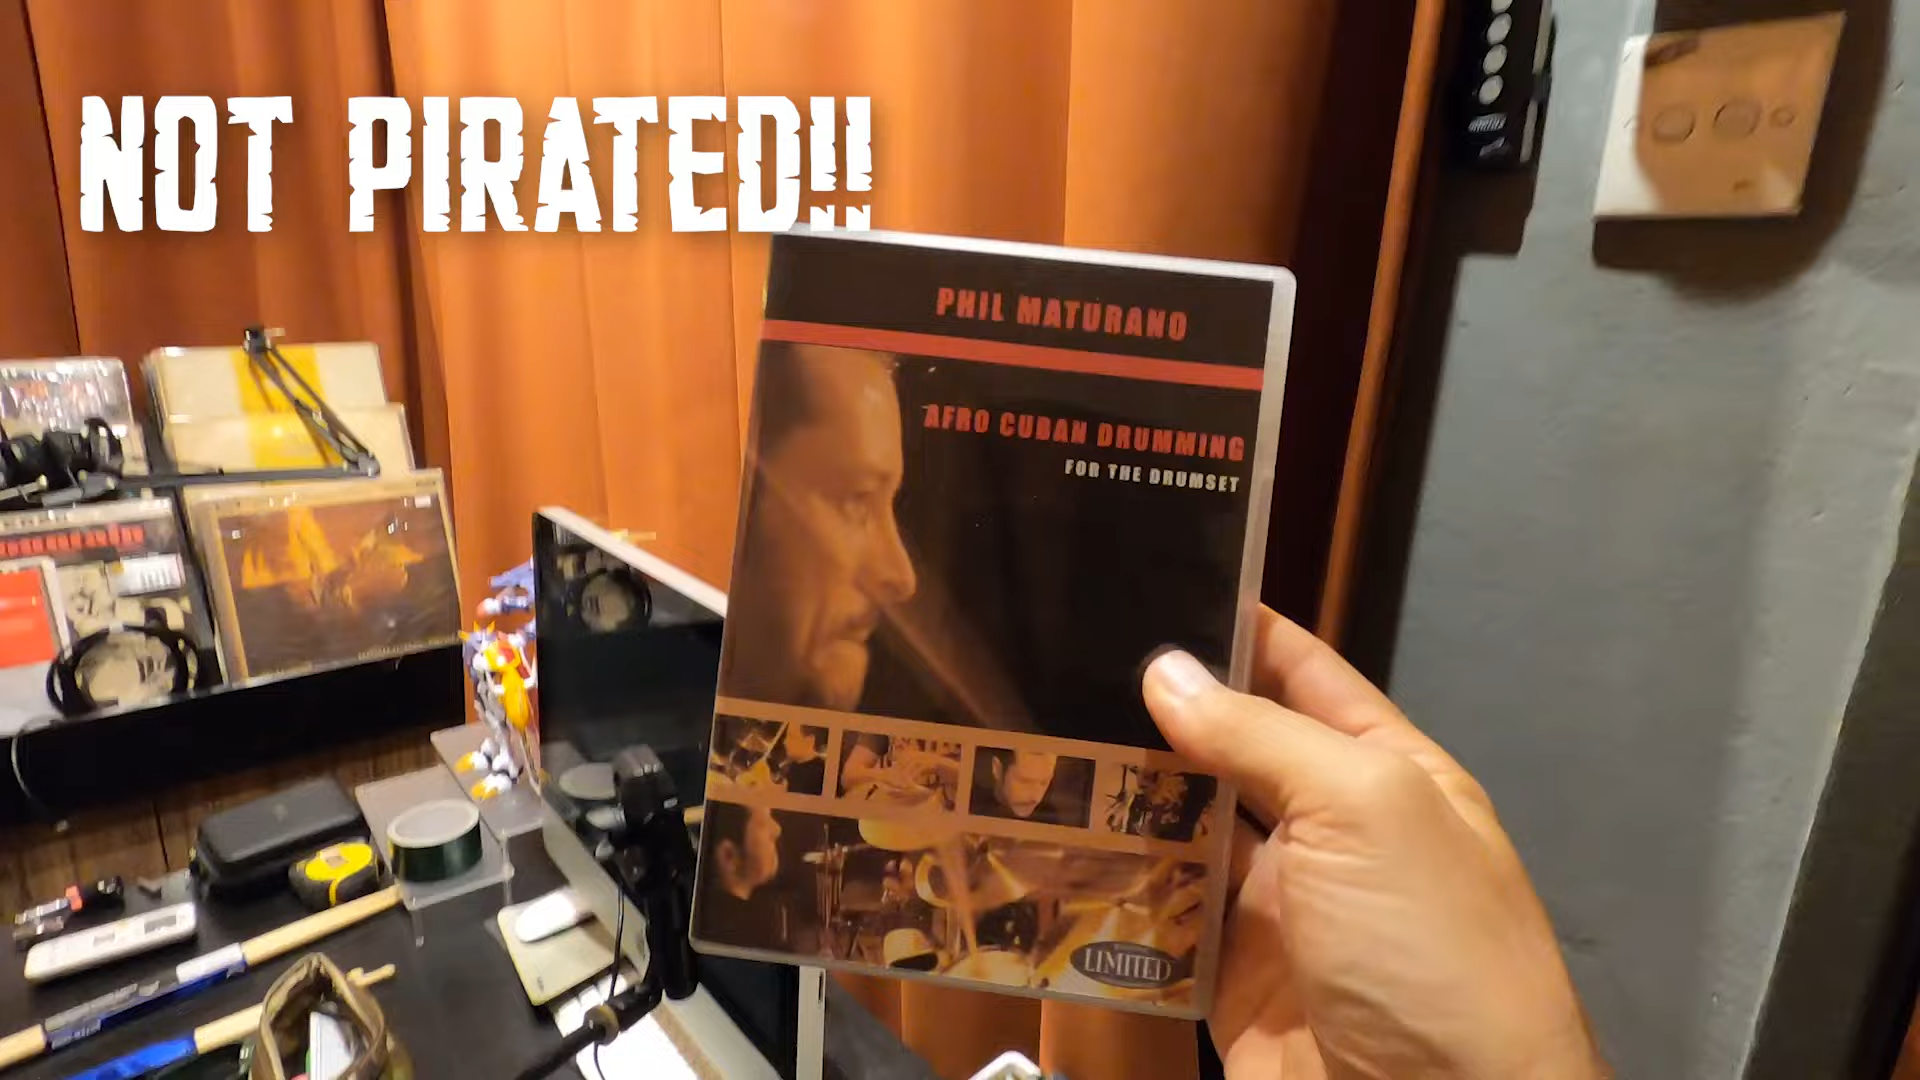 NOT PIRATED!!
PHIL MATURANO
AFRO CUBAN DRUMMING
FOR THE DRUMSET
LIMITED